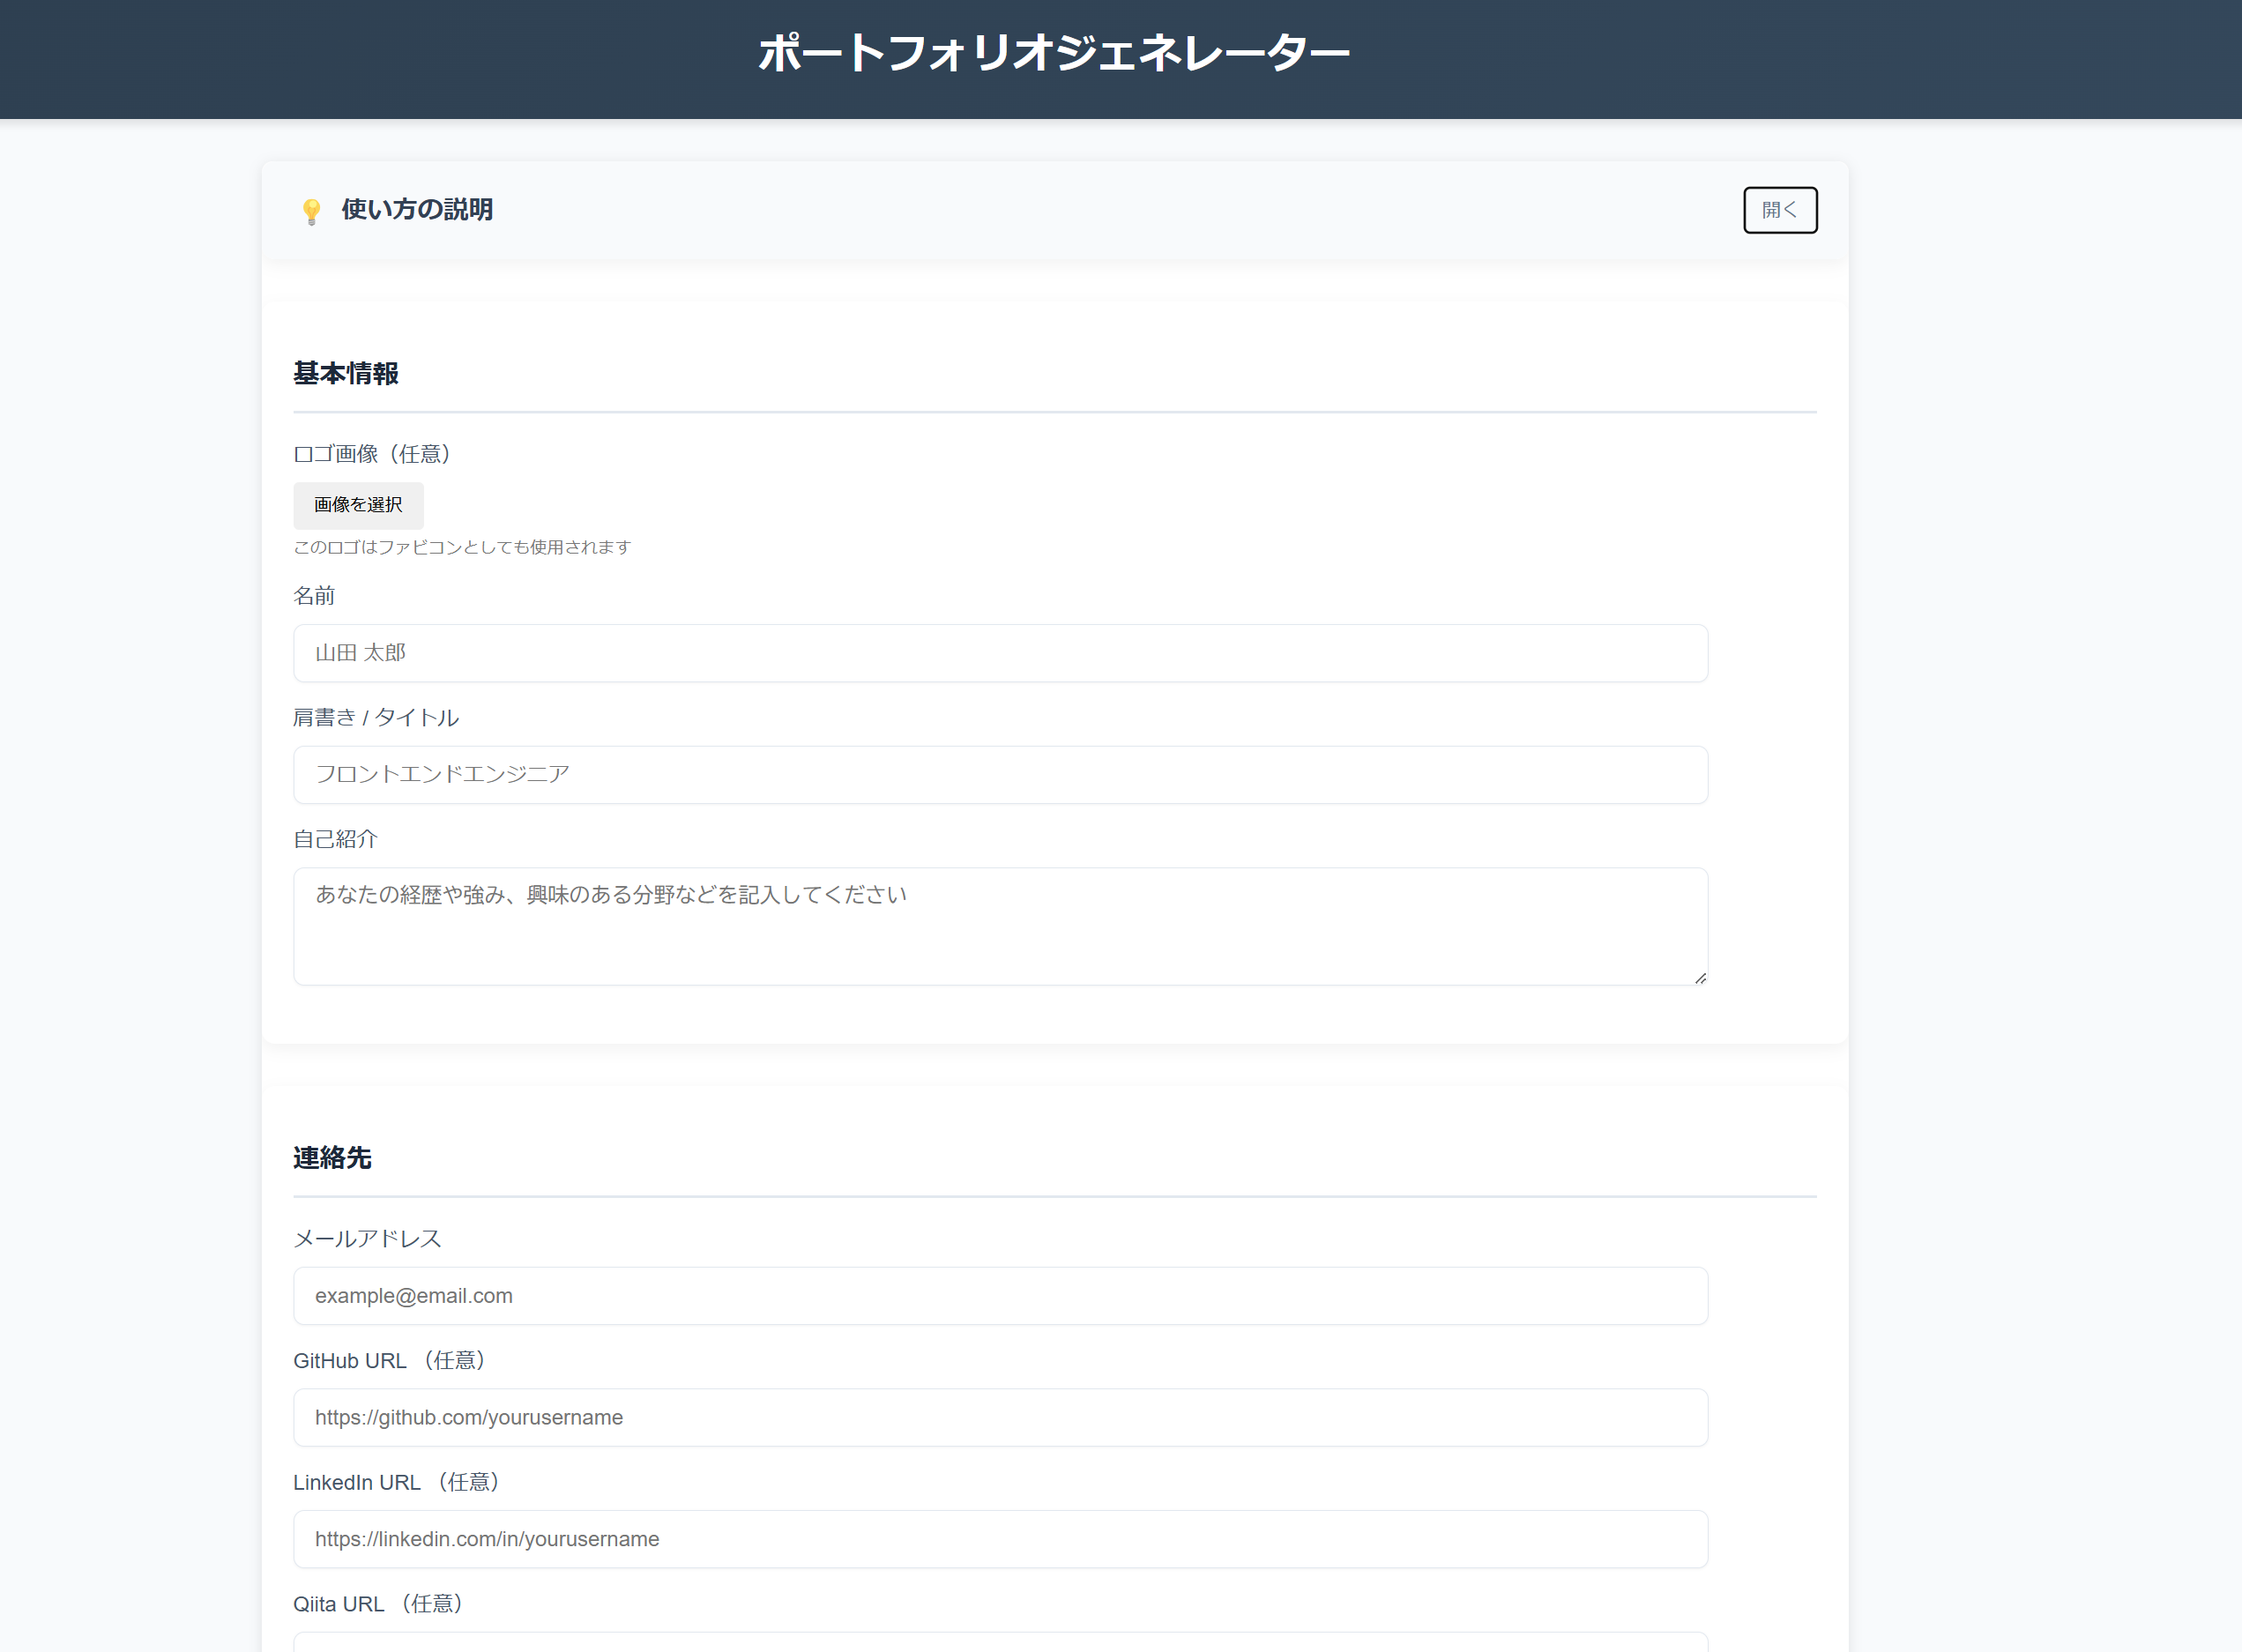 ポートフォリオジェネレーター
💡 使い方の説明
開く
基本情報
ロゴ画像（任意）
画像を選択
このロゴはファビコンとしても使用されます
名前
山田 太郎
肩書き / タイトル
フロントエンドエンジニア
自己紹介
あなたの経歴や強み、興味のある分野などを記入してください
連絡先
メールアドレス
example@email.com
GitHub URL （任意）
https://github.com/yourusername
LinkedIn URL （任意）
https://linkedin.com/in/yourusername
Qiita URL （任意）